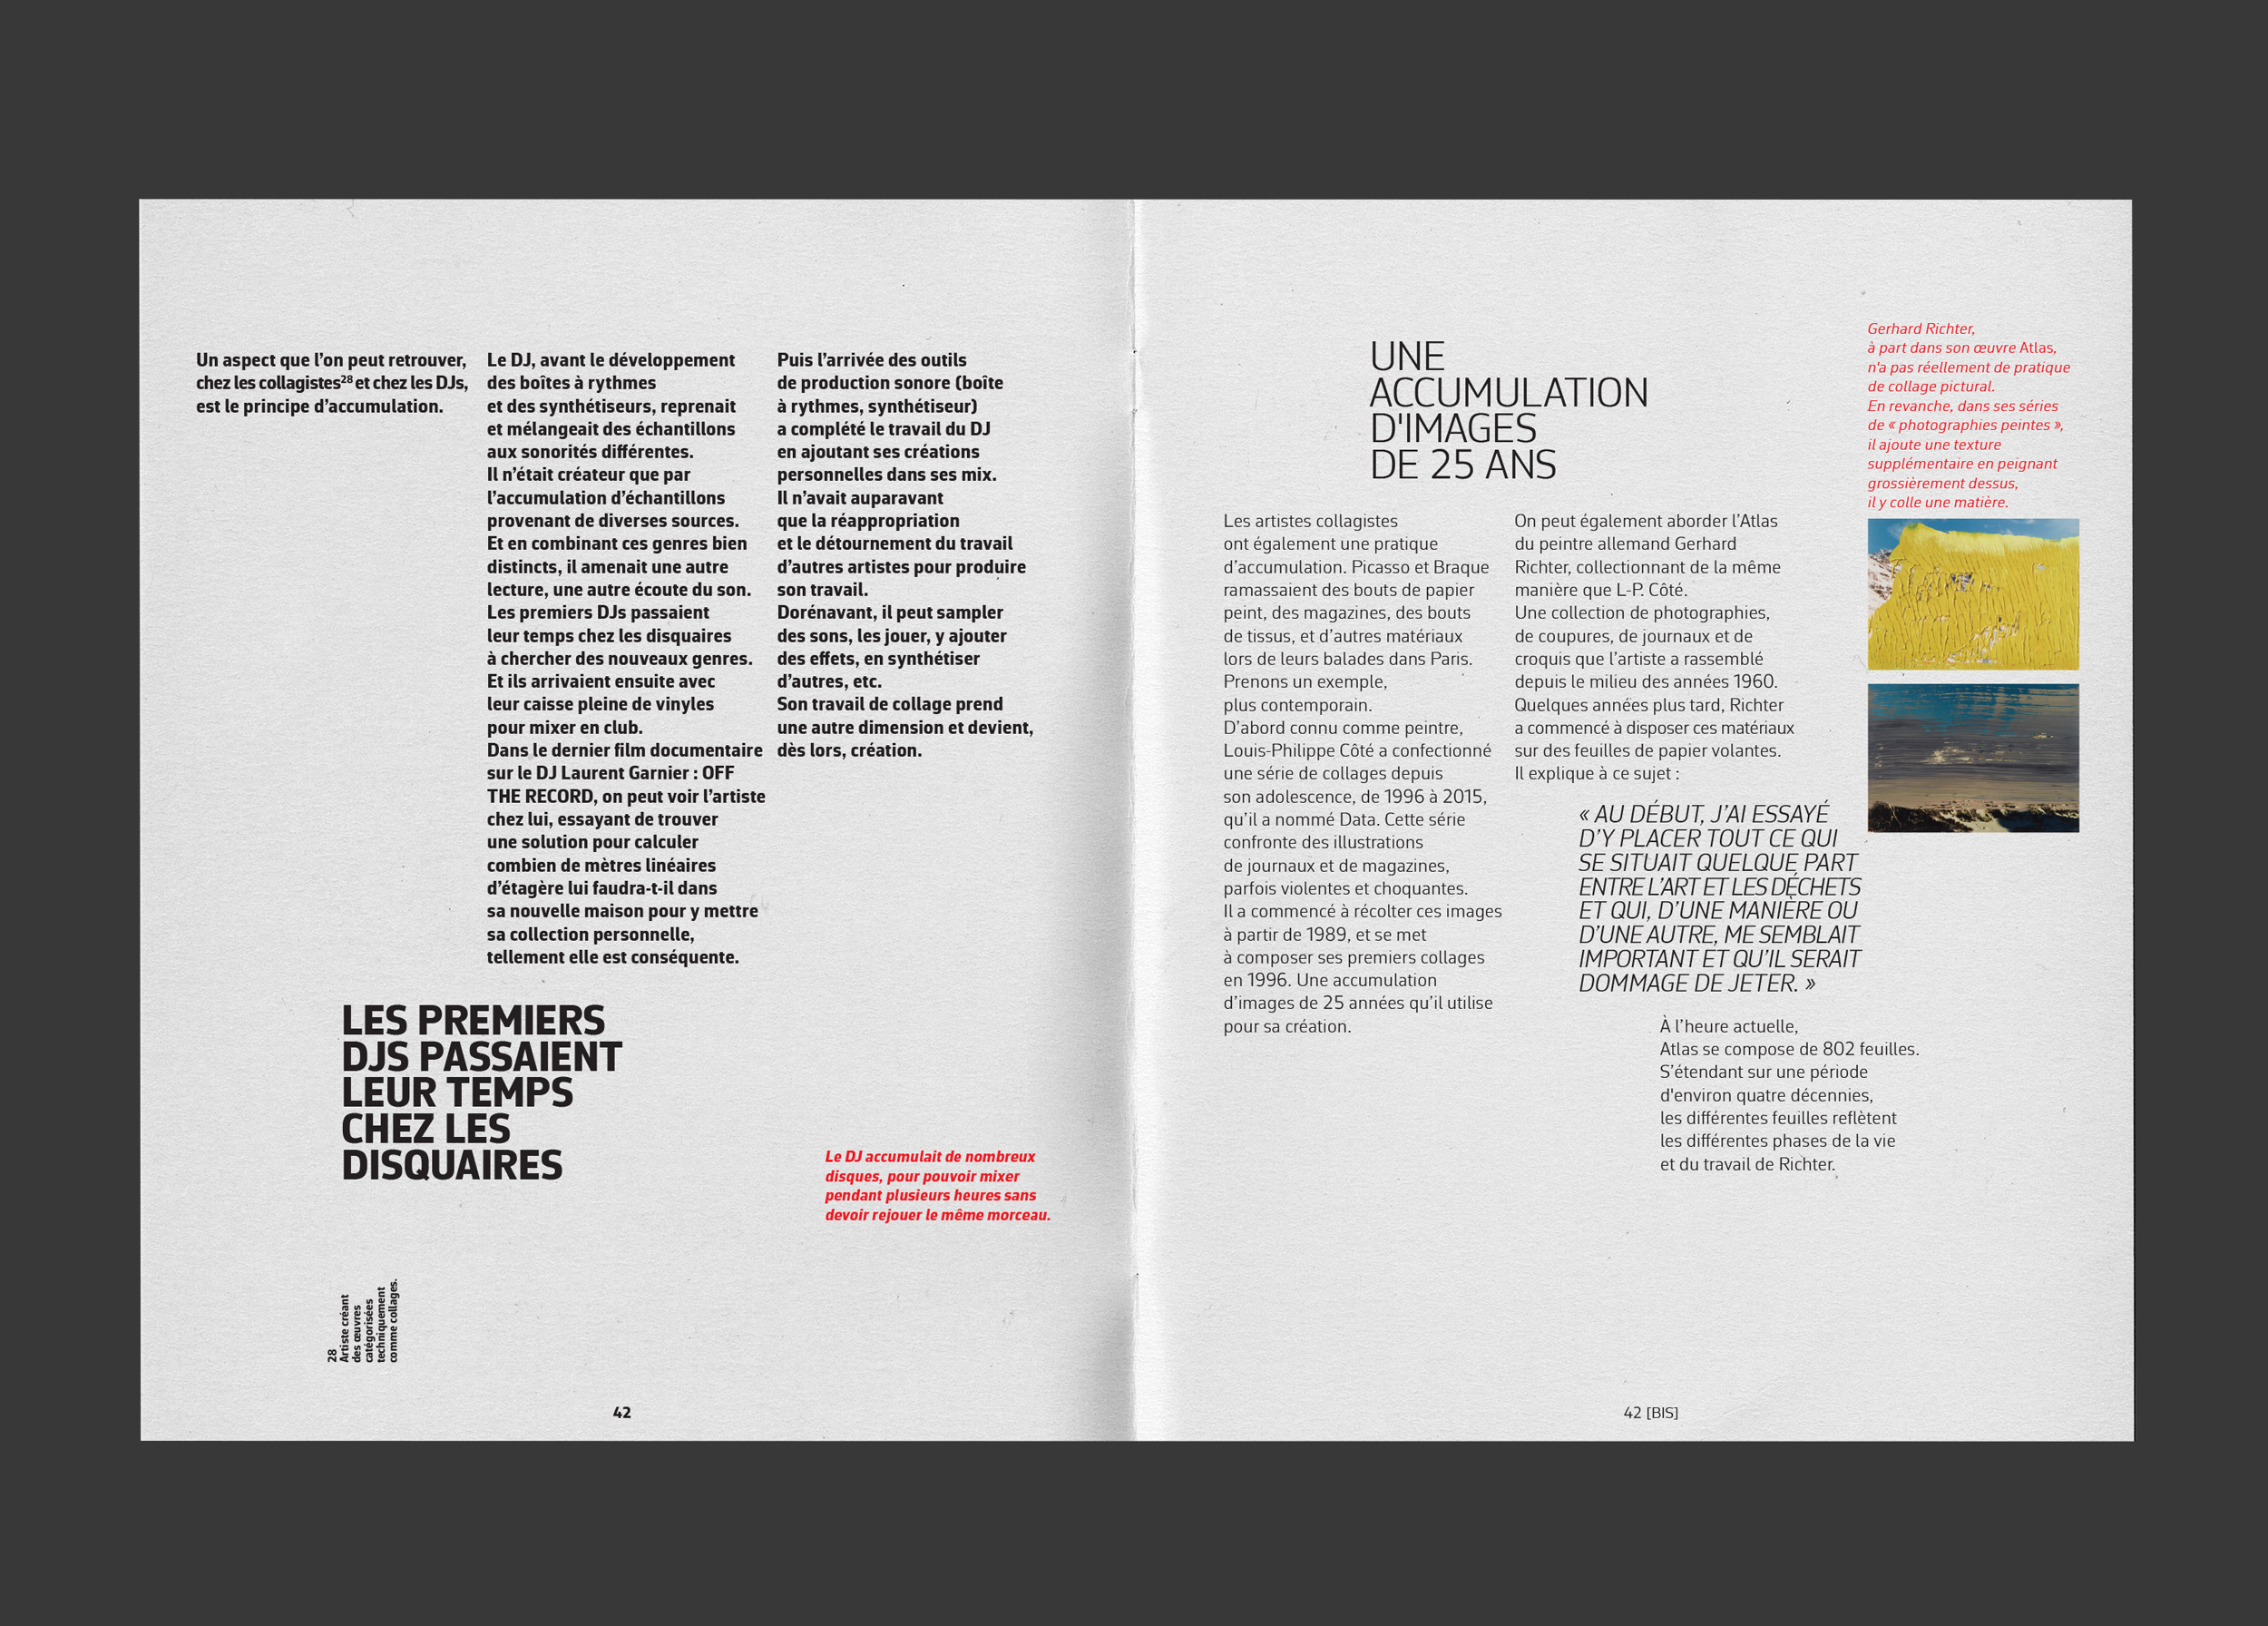 Un aspect que l’on peut retrouver,
chez les collagistes28 et chez les DJs,
est le principe d’accumulation.
Le DJ, avant le développement
des boîtes à rythmes
et des synthétiseurs, reprenait
et mélangeait des échantillons
aux sonorités différentes.
Il n’était créateur que par
l’accumulation d’échantillons
provenant de diverses sources.
Et en combinant ces genres bien
distincts, il amenait une autre
lecture, une autre écoute du son.
Les premiers DJs passaient
leur temps chez les disquaires
à chercher des nouveaux genres.
Et ils arrivaient ensuite avec
leur caisse pleine de vinyles
pour mixer en club.
Dans le dernier film documentaire
sur le DJ Laurent Garnier : OFF
THE RECORD, on peut voir l’artiste
chez lui, essayant de trouver
une solution pour calculer
combien de mètres linéaires
d’étagère lui faudra-t-il dans
sa nouvelle maison pour y mettre
sa collection personnelle,
tellement elle est conséquente.
Puis l’arrivée des outils
de production sonore (boîte
à rythmes, synthétiseur)
a complété le travail du DJ
en ajoutant ses créations
personnelles dans ses mix.
Il n’avait auparavant
que la réappropriation
et le détournement du travail
d’autres artistes pour produire
son travail.
Dorénavant, il peut sampler
des sons, les jouer, y ajouter
des effets, en synthétiser
d’autres, etc.
Son travail de collage prend
une autre dimension et devient,
dès lors, création.
LES PREMIERS
DJS PASSAIENT
LEUR TEMPS
CHEZ LES
DISQUAIRES
Le DJ accumulait de nombreux
disques, pour pouvoir mixer
pendant plusieurs heures sans
devoir rejouer le même morceau.
28
Artiste créant
des œuvres
catégorisées
techniquement
comme collages.
42
UNE
ACCUMULATION
D'IMAGES
DE 25 ANS
Les artistes collagistes
ont également une pratique
d’accumulation. Picasso et Braque
ramassaient des bouts de papier
peint, des magazines, des bouts
de tissus, et d’autres matériaux
lors de leurs balades dans Paris.
Prenons un exemple,
plus contemporain.
D’abord connu comme peintre,
Louis-Philippe Côté a confectionné
une série de collages depuis
son adolescence, de 1996 à 2015,
qu’il a nommé Data. Cette série
confronte des illustrations
de journaux et de magazines,
parfois violentes et choquantes.
Il a commencé à récolter ces images
à partir de 1989, et se met
à composer ses premiers collages
en 1996. Une accumulation
d’images de 25 années qu’il utilise
pour sa création.
On peut également aborder l’Atlas
du peintre allemand Gerhard
Richter, collectionnant de la même
manière que L-P. Côté.
Une collection de photographies,
de coupures, de journaux et de
croquis que l’artiste a rassemblé
depuis le milieu des années 1960.
Quelques années plus tard, Richter
a commencé à disposer ces matériaux
sur des feuilles de papier volantes.
Il explique à ce sujet :
« AU DÉBUT, J’AI ESSAYÉ
D’Y PLACER TOUT CE QUI
SE SITUAIT QUELQUE PART
ENTRE L’ART ET LES DÉCHETS
ET QUI, D’UNE MANIÈRE OU
D’UNE AUTRE, ME SEMBLAIT
IMPORTANT ET QU’IL SERAIT
DOMMAGE DE JETER. »
À l’heure actuelle,
Atlas se compose de 802 feuilles.
S’étendant sur une période
d'environ quatre décennies,
les différentes feuilles reflètent
les différentes phases de la vie
et du travail de Richter.
Gerhard Richter,
à part dans son œuvre Atlas,
n'a pas réellement de pratique
de collage pictural.
En revanche, dans ses séries
de « photographies peintes »,
il ajoute une texture
supplémentaire en peignant
grossièrement dessus,
il y colle une matière.
42 [BIS]